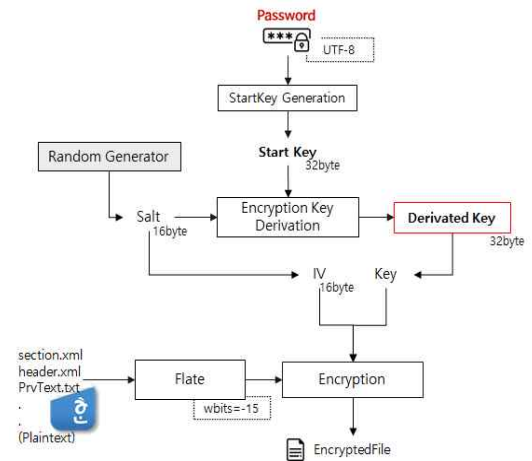 Password
***
UTF-8
StartKey Generation
Random Generator
Start Key
32byte
Salt
16byte
Encryption Key
Derivation
Derivated Key
32byte
IV
16byte
Key
section.xml
header.xml
PrvText.txt
.
.
(Plaintext)
Flate
wbits=-15
Encryption
EncryptedFile